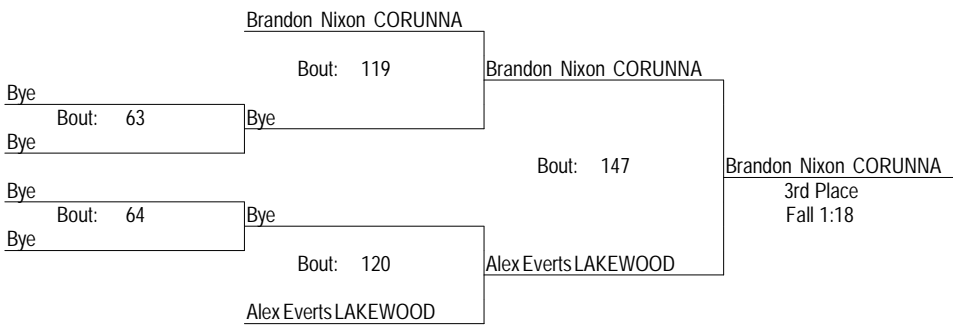 Brandon Nixon CORUNNA
Bout: 119
Brandon Nixon CORUNNA
Bye
Bout: 63
Bye
Bye
Bout: 147
Brandon Nixon CORUNNA
3rd Place
Fall 1:18
Bye
Bout: 64
Bye
Bye
Bout: 120
Alex Everts LAKEWOOD
Alex Everts LAKEWOOD